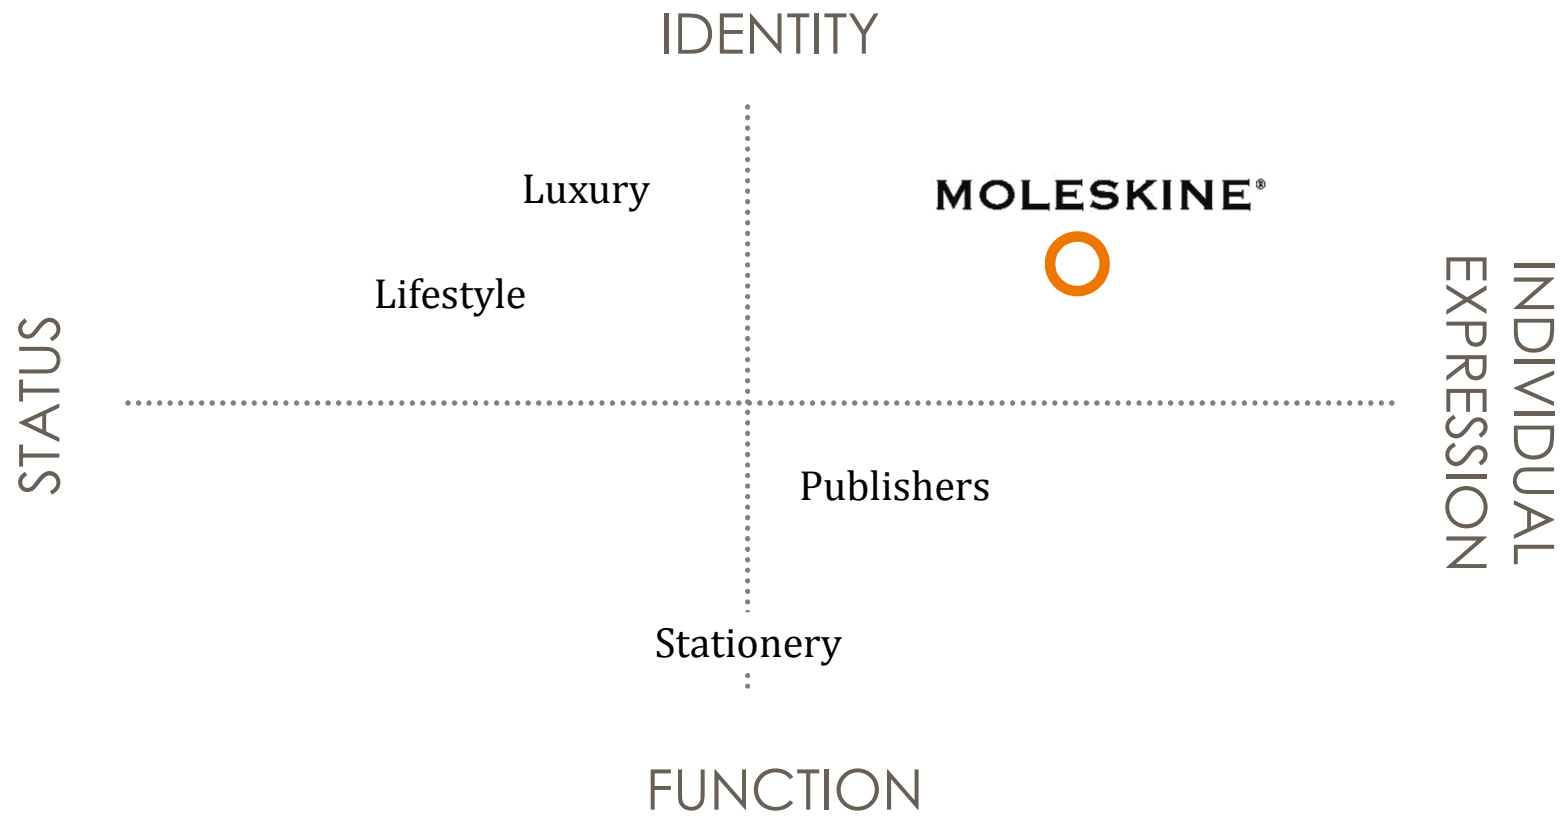 IDENTITY
Luxury
MOLESKINE®
Lifestyle
STATUS
INDIVIDUAL
EXPRESSION
Publishers
Stationery
FUNCTION